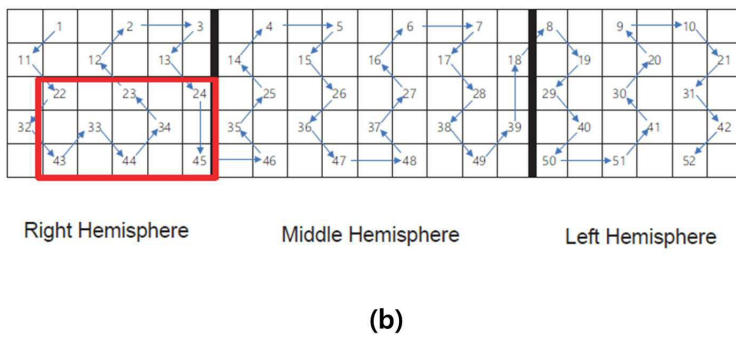 1 2 3 4 5 6 7 8 9 10
11 12 13 14 15 16 17 18 19 20 21
22 23 24 25 26 27 28 29 30 31
32 33 34 35 36 37 38 39 40 41 42
43 44 45 46 47 48 49 50 51 52
Right Hemisphere Middle Hemisphere Left Hemisphere
(b)